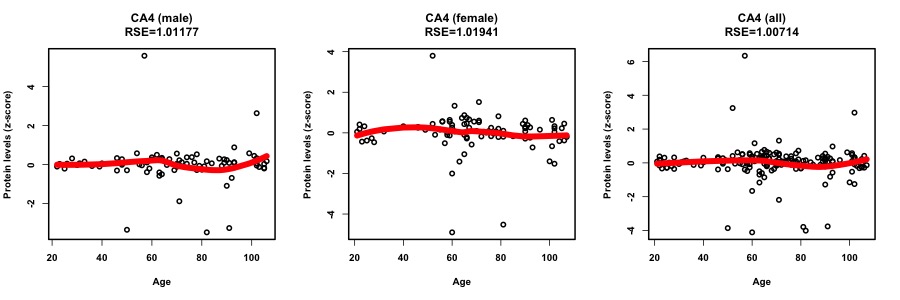 CA4 (male)
RSE=1.01177
Protein levels (z-score)
4
2
0
-2
20
40
60
80
100
Age
CA4 (female)
RSE=1.01941
Protein levels (z-score)
4
2
0
-2
-4
20
40
60
80
100
Age
CA4 (all)
RSE=1.00714
Protein levels (z-score)
6
4
2
0
-2
-4
20
40
60
80
100
Age